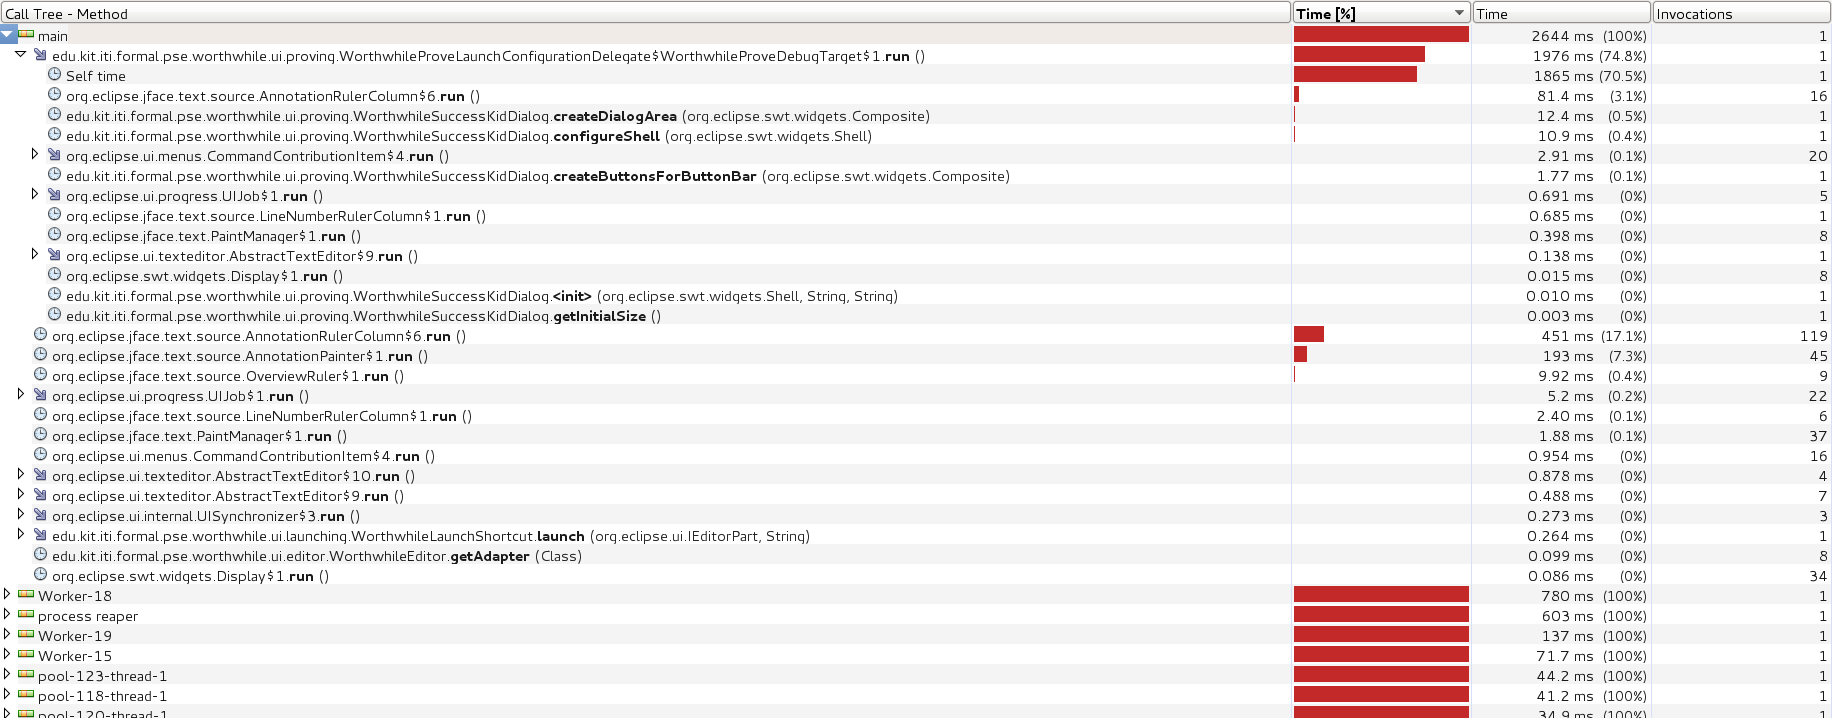 Call Tree - Method Time [%] Time Invocations
main 2644 ms (100%) 1
edu.kit.iti.formal.pse.worthwhile.ui.proving.WorthwhileProveLaunchConfigurationDelegate$WorthwhileProveDebugTarget$1.run () 1976 ms (74.8%) 1
Self time 1865 ms (70.5%) 1
org.eclipse.jface.text.source.AnnotationRulerColumn$6.run () 81.4 ms (3.1%) 16
edu.kit.iti.formal.pse.worthwhile.ui.proving.WorthwhileSuccessKidDialog.createDialogArea (org.eclipse.swt.widgets.Composite) 12.4 ms (0.5%) 1
edu.kit.iti.formal.pse.worthwhile.ui.proving.WorthwhileSuccessKidDialog.configureShell (org.eclipse.swt.widgets.Shell) 10.9 ms (0.4%) 1
org.eclipse.ui.menus.CommandContributionItem$4.run () 2.91 ms (0.1%) 20
edu.kit.iti.formal.pse.worthwhile.ui.proving.WorthwhileSuccessKidDialog.createButtonsForButtonBar (org.eclipse.swt.widgets.Composite) 1.77 ms (0.1%) 1
org.eclipse.ui.progress.UIJob$1.run () 0.691 ms (0%) 5
org.eclipse.jface.text.source.LineNumberRulerColumn$1.run () 0.685 ms (0%) 1
org.eclipse.jface.text.PaintManager$1.run () 0.398 ms (0%) 8
org.eclipse.ui.texteditor.AbstractTextEditor$9.run () 0.138 ms (0%) 1
org.eclipse.swt.widgets.Display$1.run () 0.015 ms (0%) 8
edu.kit.iti.formal.pse.worthwhile.ui.proving.WorthwhileSuccessKidDialog.<init> (org.eclipse.swt.widgets.Shell, String, String) 0.010 ms (0%) 1
edu.kit.iti.formal.pse.worthwhile.ui.proving.WorthwhileSuccessKidDialog.getInitialSize () 0.003 ms (0%) 1
org.eclipse.jface.text.source.AnnotationRulerColumn$6.run () 451 ms (17.1%) 119
org.eclipse.jface.text.source.AnnotationPainter$1.run () 193 ms (7.3%) 45
org.eclipse.jface.text.source.OverviewRuler$1.run () 9.92 ms (0.4%) 9
org.eclipse.ui.progress.UIJob$1.run () 5.2 ms (0.2%) 22
org.eclipse.jface.text.source.LineNumberRulerColumn$1.run () 2.40 ms (0.1%) 6
org.eclipse.jface.text.PaintManager$1.run () 1.88 ms (0.1%) 37
org.eclipse.ui.menus.CommandContributionItem$4.run () 0.954 ms (0%) 16
org.eclipse.ui.texteditor.AbstractTextEditor$10.run () 0.878 ms (0%) 4
org.eclipse.ui.texteditor.AbstractTextEditor$9.run () 0.488 ms (0%) 7
org.eclipse.ui.internal.UISynchronizer$3.run () 0.273 ms (0%) 3
edu.kit.iti.formal.pse.worthwhile.ui.launching.WorthwhileLaunchShortcut.launch (org.eclipse.ui.IEditorPart, String) 0.264 ms (0%) 1
edu.kit.iti.formal.pse.worthwhile.ui.editor.WorthwhileEditor.getAdapter (Class) 0.099 ms (0%) 8
org.eclipse.swt.widgets.Display$1.run () 0.086 ms (0%) 34
Worker-18 780 ms (100%) 1
process reaper 603 ms (100%) 1
Worker-19 137 ms (100%) 1
Worker-15 71.7 ms (100%) 1
pool-123-thread-1 44.2 ms (100%) 1
pool-118-thread-1 41.2 ms (100%) 1
pool-120-thread-1 34.9 ms (100%) 1